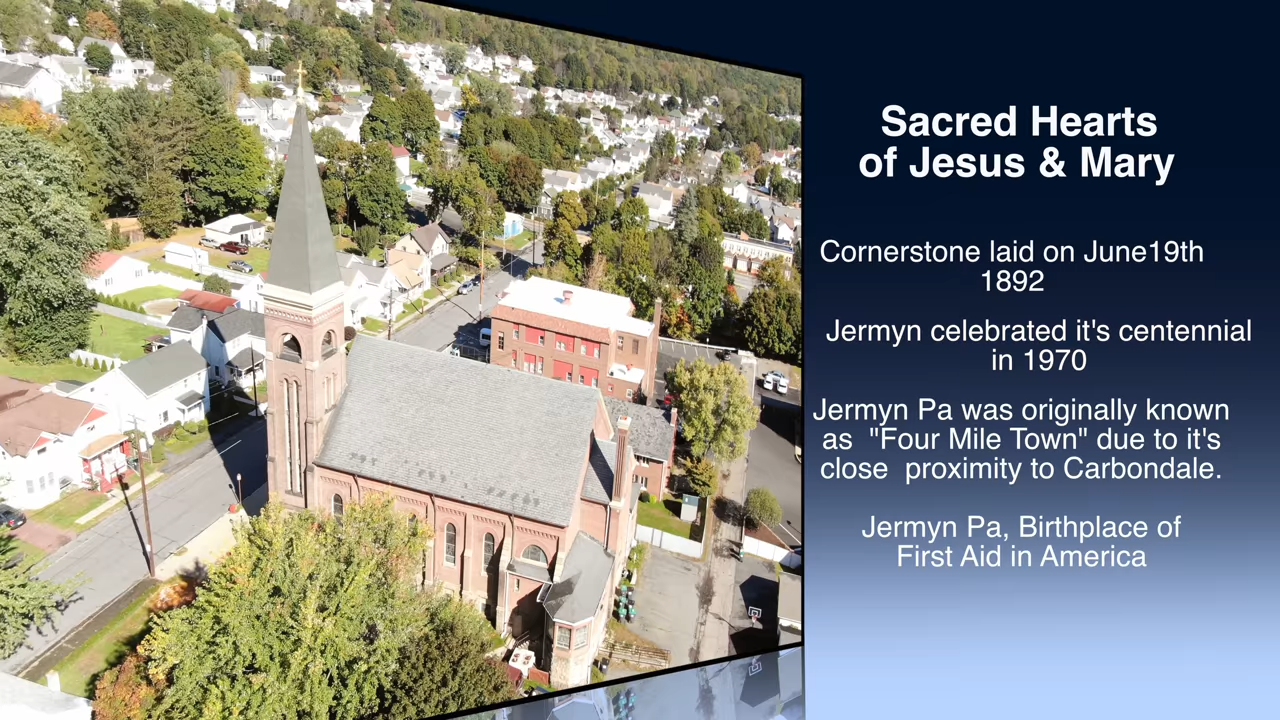 Sacred Hearts
of Jesus & Mary
Cornerstone laid on June19th
1892
Jermyn celebrated it's centennial
in 1970
Jermyn Pa was originally known
as "Four Mile Town" due to it's
close proximity to Carbondale.
Jermyn Pa, Birthplace of
First Aid in America